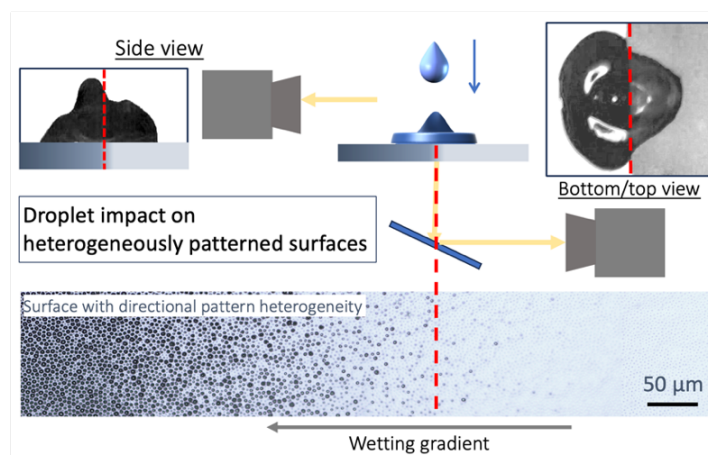 Side view
Bottom/top view
Droplet impact on
heterogeneously patterned surfaces
Surface with directional pattern heterogeneity
50 μm
Wetting gradient